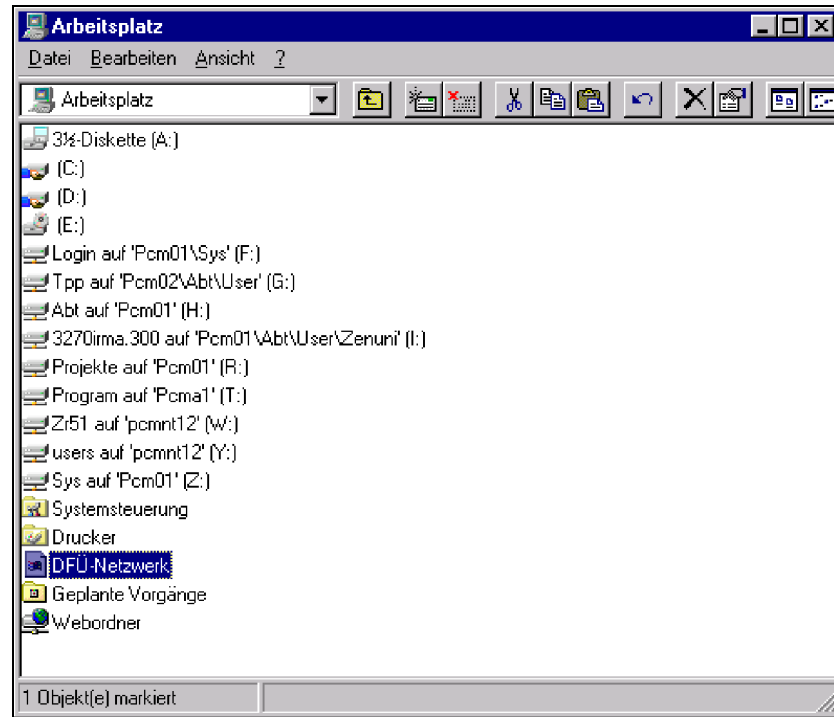 Arbeitsplatz
Datei Bearbeiten Ansicht ?
Arbeitsplatz
3½-Diskette (A:)
(C:)
(D:)
(E:)
Login auf 'Pcm01\Sys' (F:)
Tpp auf 'Pcm02\Abt\User' (G:)
Abt auf 'Pcm01' (H:)
3270irma.300 auf 'Pcm01\Abt\User\Zenuni' (I:)
Projekte auf 'Pcm01' (R:)
Program auf 'Pcma1' (T:)
Zr51 auf 'pcmnt12' (W:)
users auf 'pcmnt12' (Y:)
Sys auf 'Pcm01' (Z:)
Systemsteuerung
Drucker
DFÜ-Netzwerk
Geplante Vorgänge
Webordner
1 Objekt(e) markiert